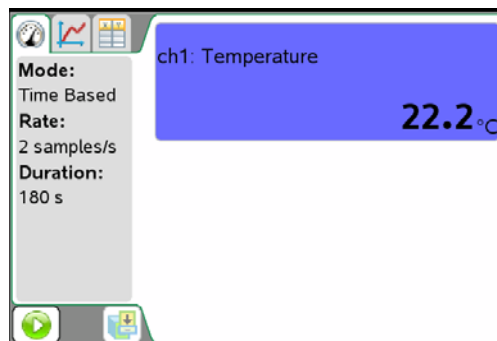 Mode:
Time Based
Rate:
2 samples/s
Duration:
180 s
ch1: Temperature
22.2 °C